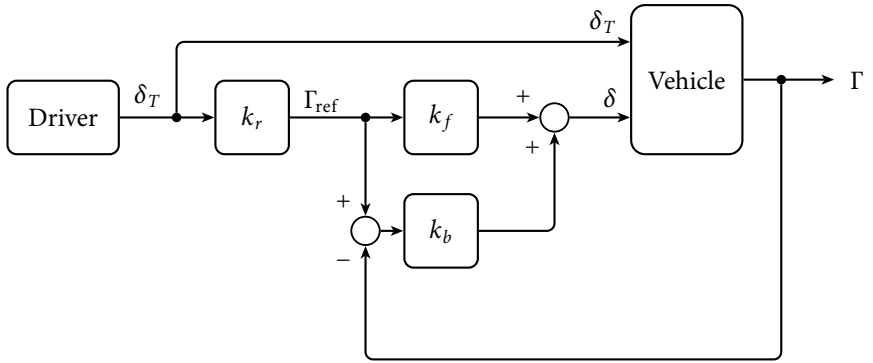 δ_T
Vehicle
Γ
Driver
δ_T
k_r
Γ_ref
k_f
+
δ
+
+
k_b
−